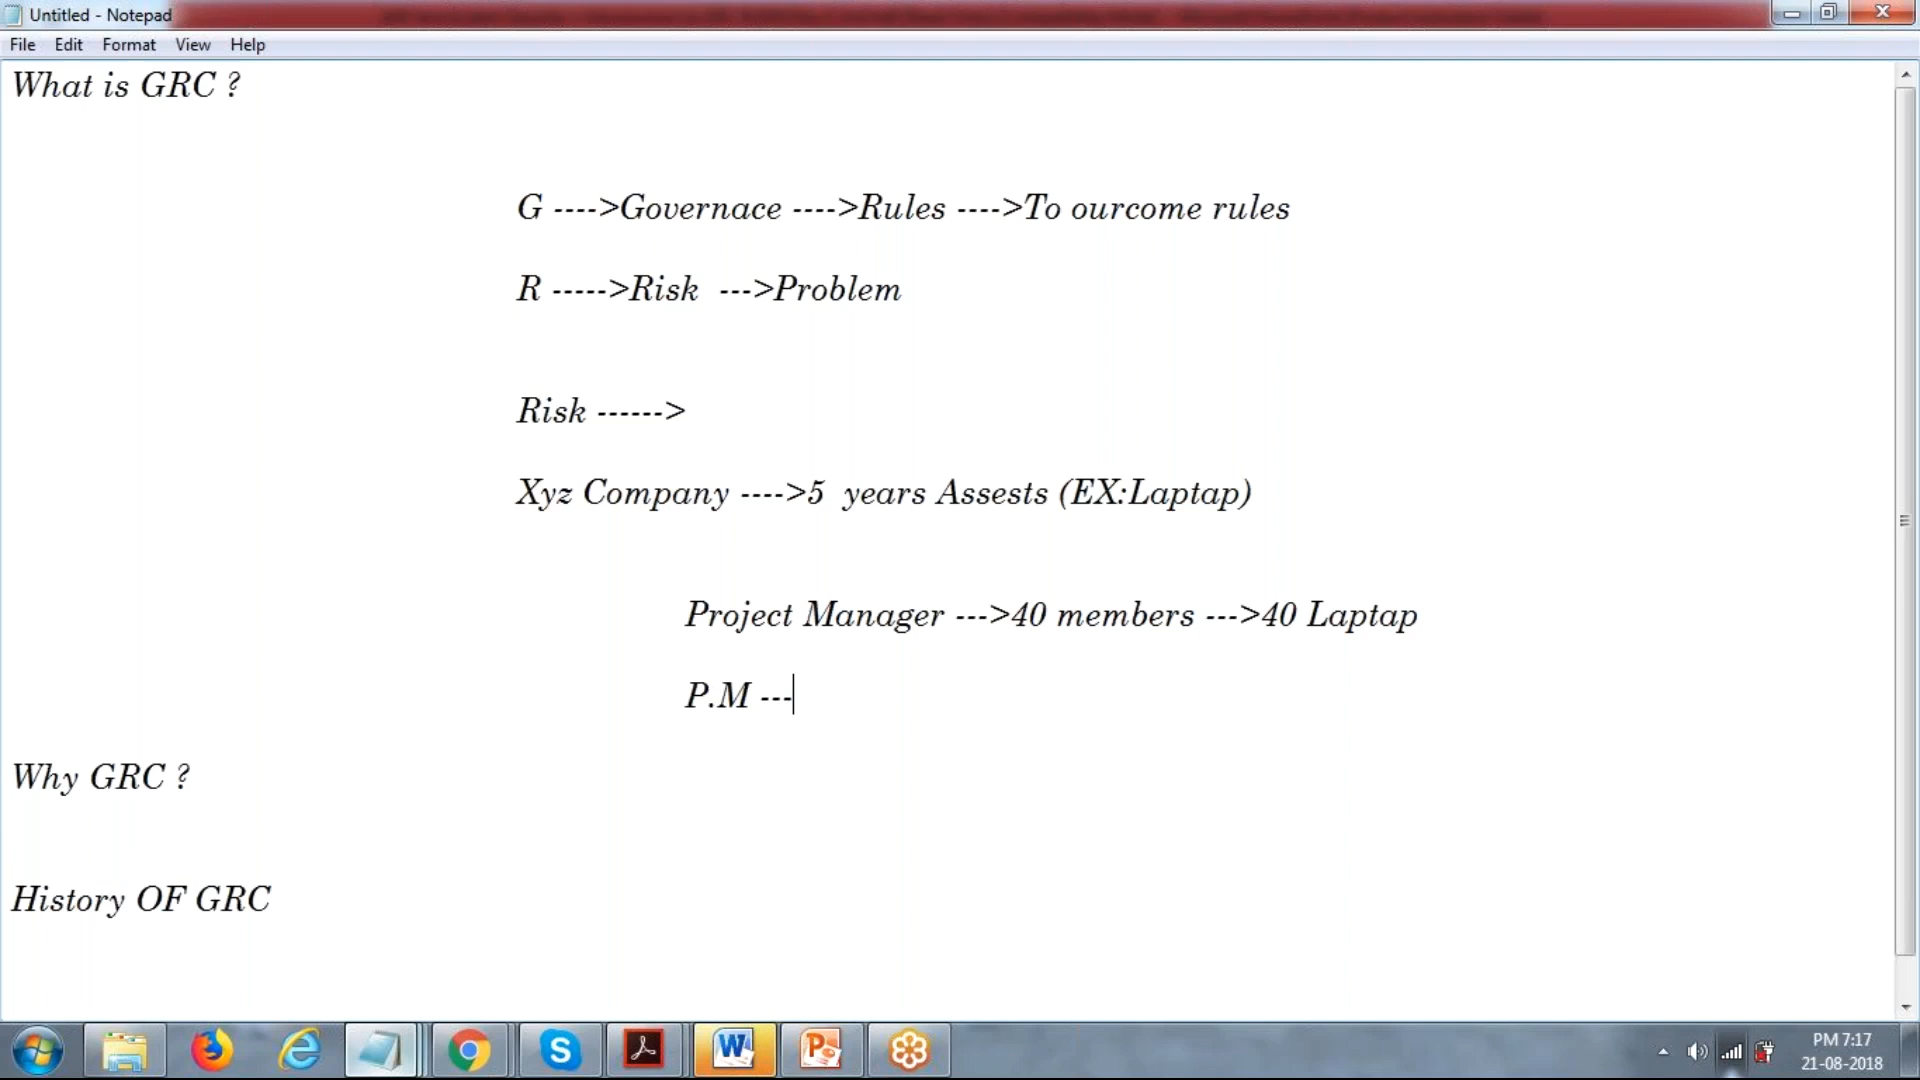 Untitled - Notepad
File Edit Format View Help
What is GRC ?
G ---->Governace ---->Rules ---->To ourcome rules
R ----->Risk  --->Problem
Risk ------>
Xyz Company ---->5  years Assests (EX:Laptap)
Project Manager --->40 members --->40 Laptap
P.M ---
Why GRC ?
History OF GRC
PM 7:17
21-08-2018